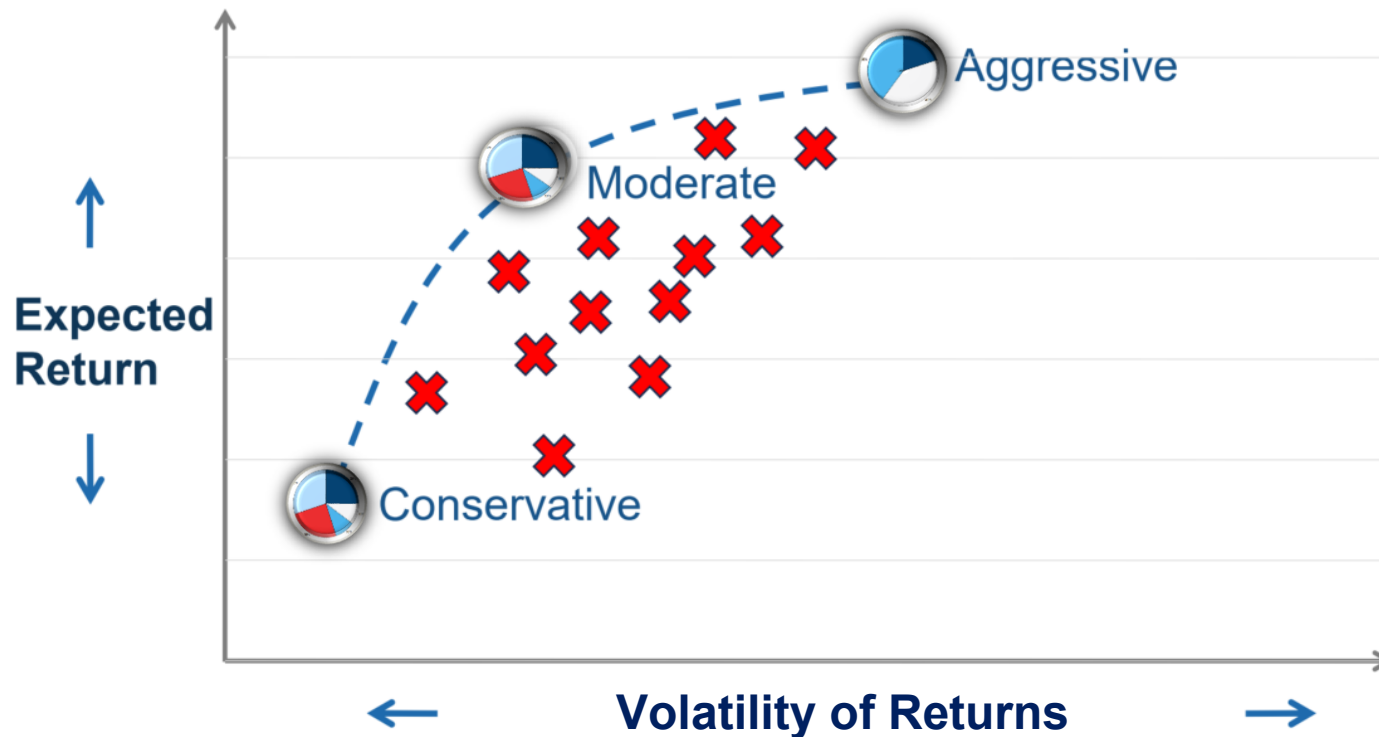 Aggressive
Moderate
Expected
Return
Conservative
Volatility of Returns